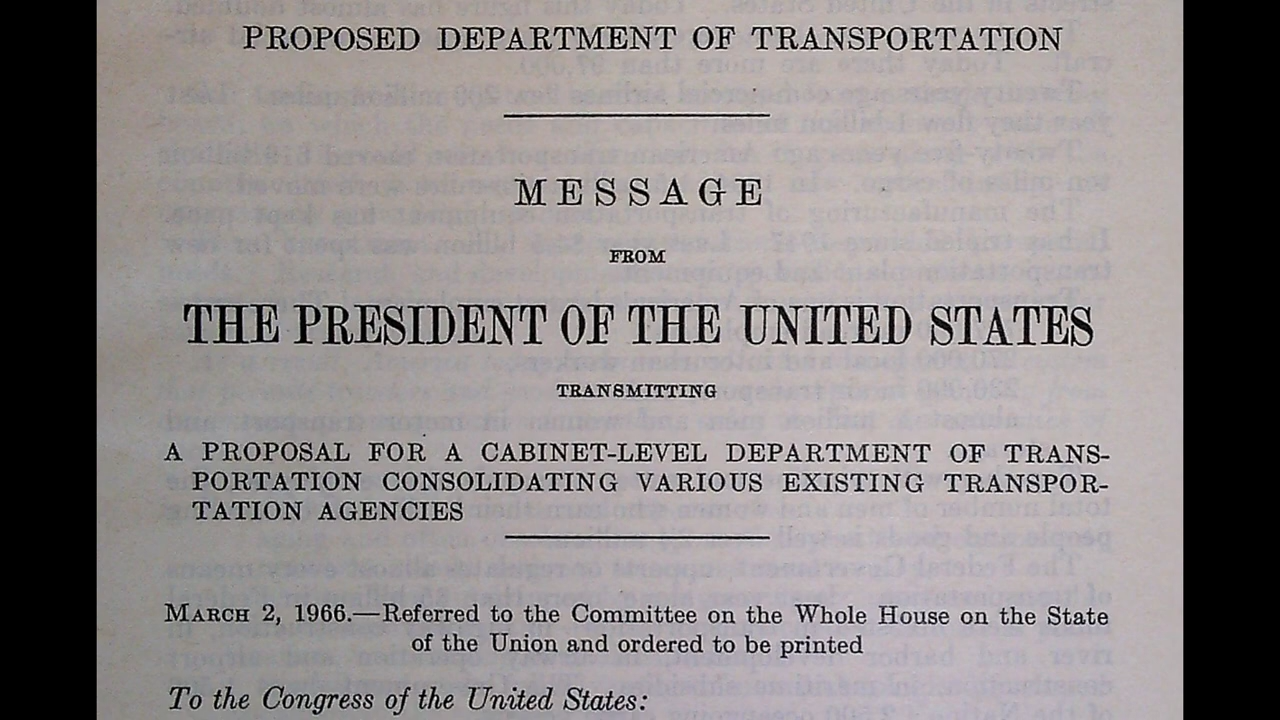 PROPOSED DEPARTMENT OF TRANSPORTATION
MESSAGE
FROM
THE PRESIDENT OF THE UNITED STATES
TRANSMITTING
A PROPOSAL FOR A CABINET-LEVEL DEPARTMENT OF TRANS-
PORTATION CONSOLIDATING VARIOUS EXISTING TRANSPOR-
TATION AGENCIES
MARCH 2, 1966.—Referred to the Committee on the Whole House on the State
of the Union and ordered to be printed
To the Congress of the United States: